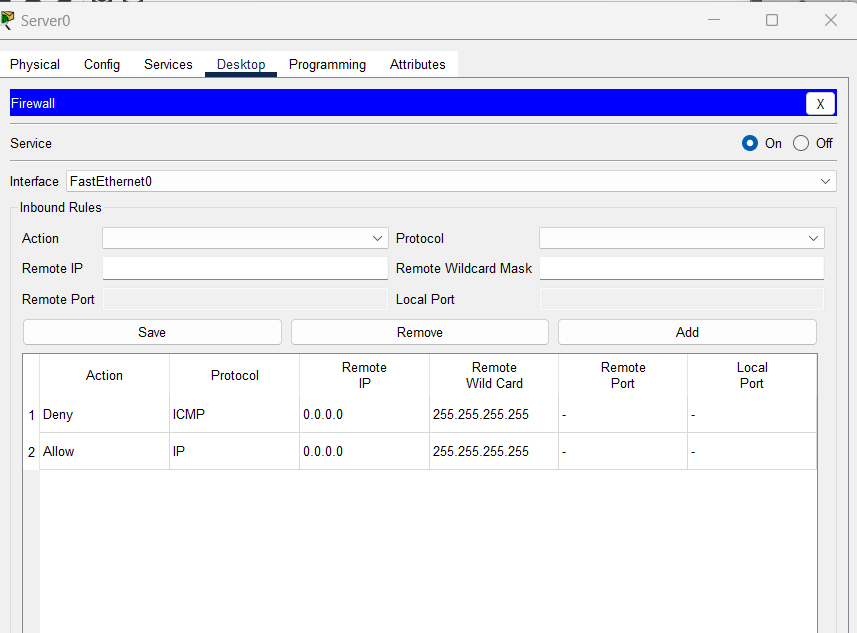 Server0
Physical Config Services Desktop Programming Attributes
Firewall X
Service On Off
Interface FastEthernet0
Inbound Rules
Action Protocol
Remote IP Remote Wildcard Mask
Remote Port Local Port
Save Remove Add
Action Protocol Remote IP Remote Wild Card Remote Port Local Port
1 Deny ICMP 0.0.0.0 255.255.255.255 - -
2 Allow IP 0.0.0.0 255.255.255.255 - -